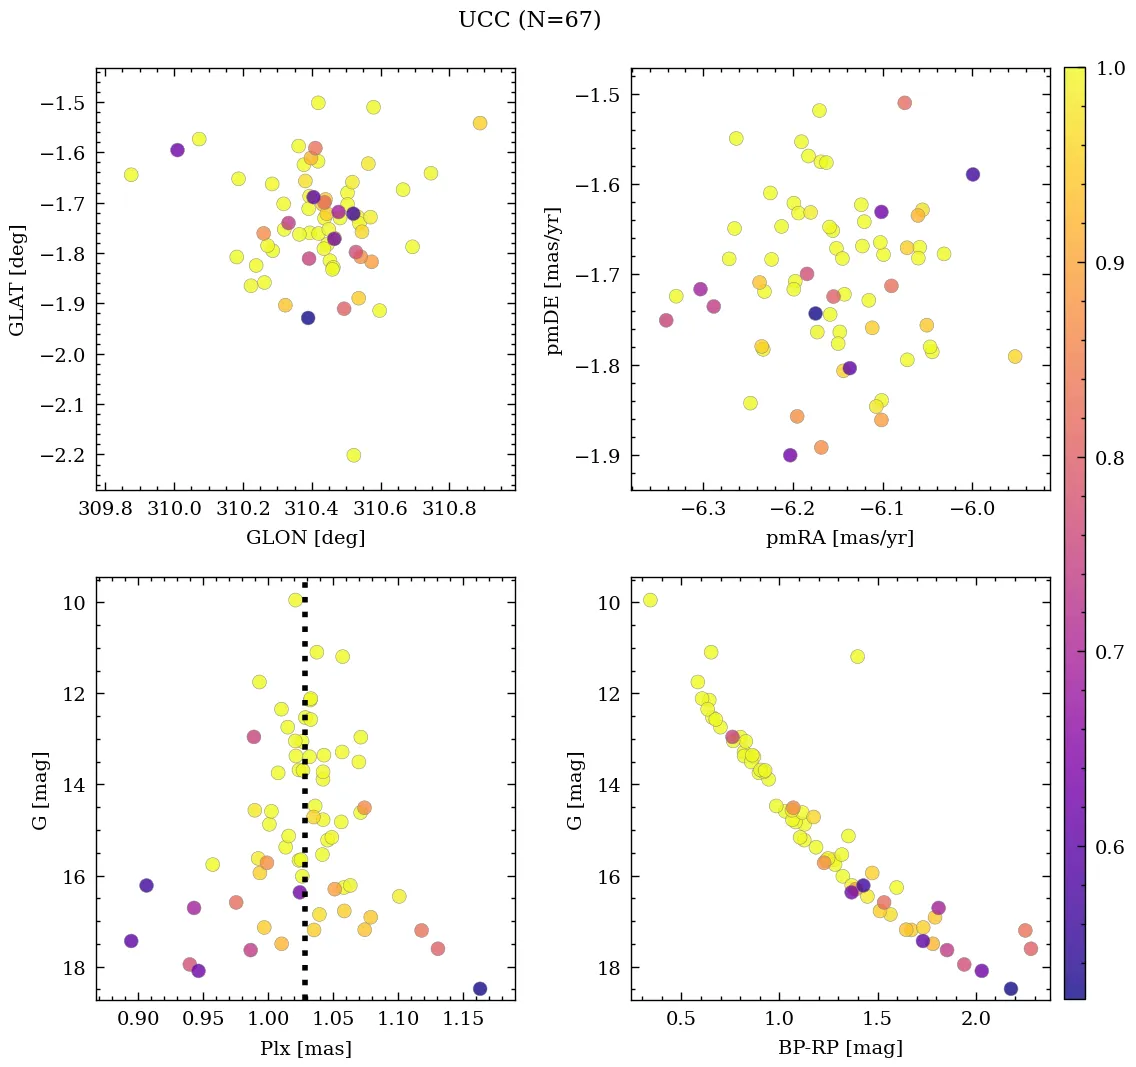 UCC (N=67)
−1.5
−1.6
−1.7
−1.8
−1.9
−2.0
−2.1
−2.2
GLAT [deg]
309.8 310.0 310.2 310.4 310.6 310.8
GLON [deg]
−1.5
−1.6
−1.7
−1.8
−1.9
pmDE [mas/yr]
−6.3 −6.2 −6.1 −6.0
pmRA [mas/yr]
1.0
0.9
0.8
0.7
0.6
10
12
14
16
18
G [mag]
0.90 0.95 1.00 1.05 1.10 1.15
Plx [mas]
10
12
14
16
18
G [mag]
0.5 1.0 1.5 2.0
BP-RP [mag]